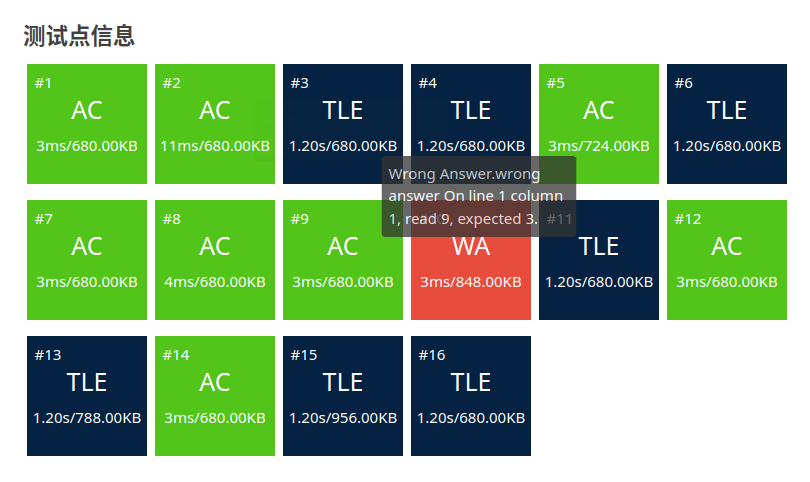 测试点信息
#1
AC
3ms/680.00KB
#2
AC
11ms/680.00KB
#3
TLE
1.20s/680.00KB
#4
TLE
1.20s/680.00KB
#5
AC
3ms/724.00KB
#6
TLE
1.20s/680.00KB
Wrong Answer.wrong
answer On line 1 column
1, read 9, expected 3.
#7
AC
3ms/680.00KB
#8
AC
4ms/680.00KB
#9
AC
3ms/680.00KB
WA
3ms/848.00KB
#11
TLE
1.20s/680.00KB
#12
AC
3ms/680.00KB
#13
TLE
1.20s/788.00KB
#14
AC
3ms/680.00KB
#15
TLE
1.20s/956.00KB
#16
TLE
1.20s/680.00KB